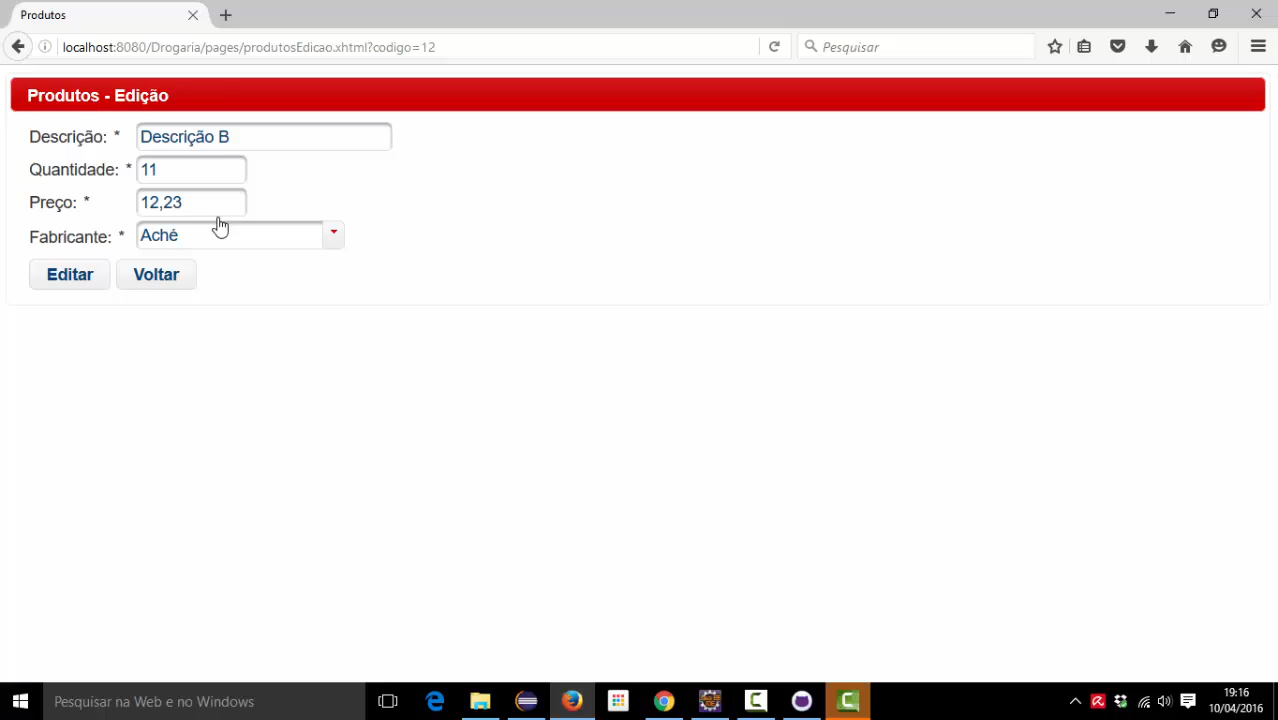 Produtos
localhost:8080/Drogaria/pages/produtosEdicao.xhtml?codigo=12
Pesquisar
Produtos - Edição
Descrição: * Descrição B
Quantidade: * 11
Preço: * 12,23
Fabricante: * Aché
Editar Voltar
Pesquisar na Web e no Windows
19:16
10/04/2016